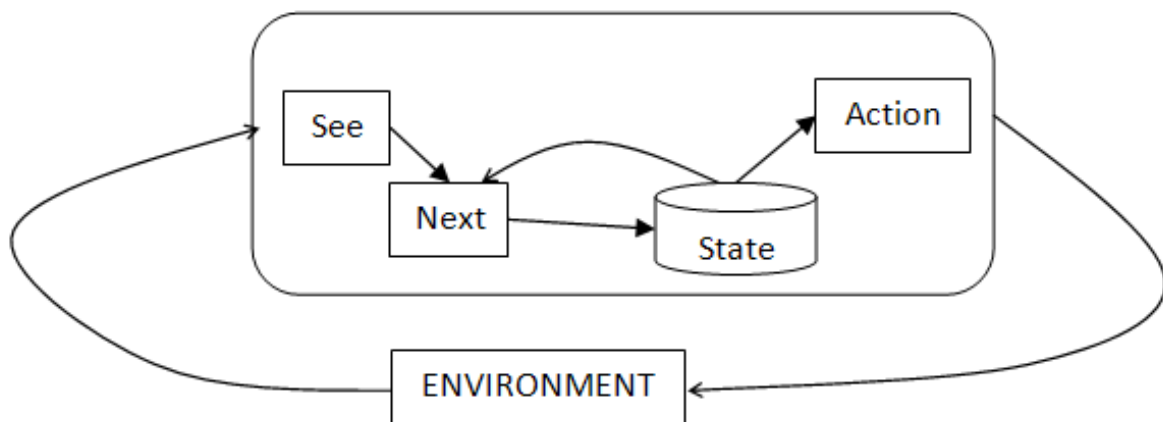 See
Action
Next
State
ENVIRONMENT